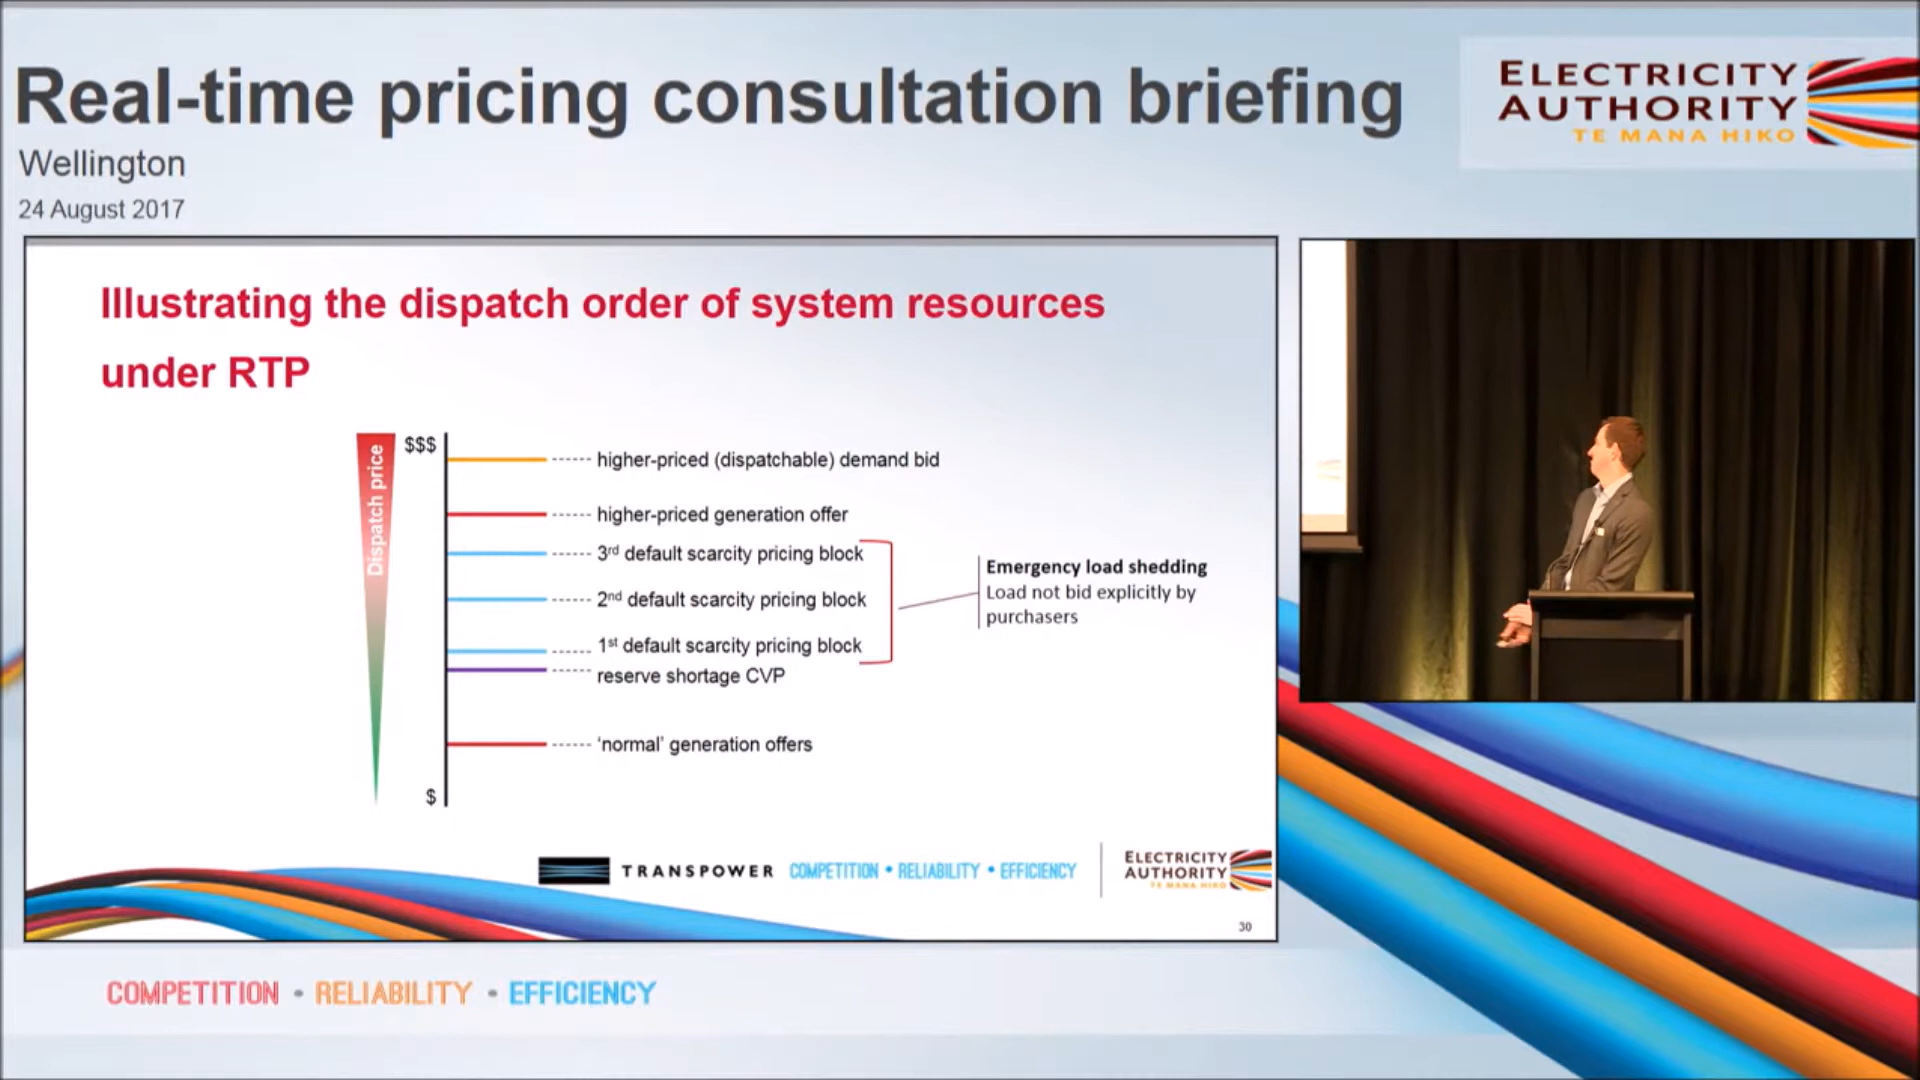 Real-time pricing consultation briefing
Wellington
24 August 2017
ELECTRICITY
AUTHORITY
TE MANA HIKO
Illustrating the dispatch order of system resources
under RTP
Dispatch price
$$$
higher-priced (dispatchable) demand bid
higher-priced generation offer
3rd default scarcity pricing block
2nd default scarcity pricing block
1st default scarcity pricing block
reserve shortage CVP
'normal' generation offers
$
Emergency load shedding
Load not bid explicitly by
purchasers
TRANSPOWER
COMPETITION • RELIABILITY • EFFICIENCY
ELECTRICITY
AUTHORITY
TE MANA HIKO
30
COMPETITION • RELIABILITY • EFFICIENCY